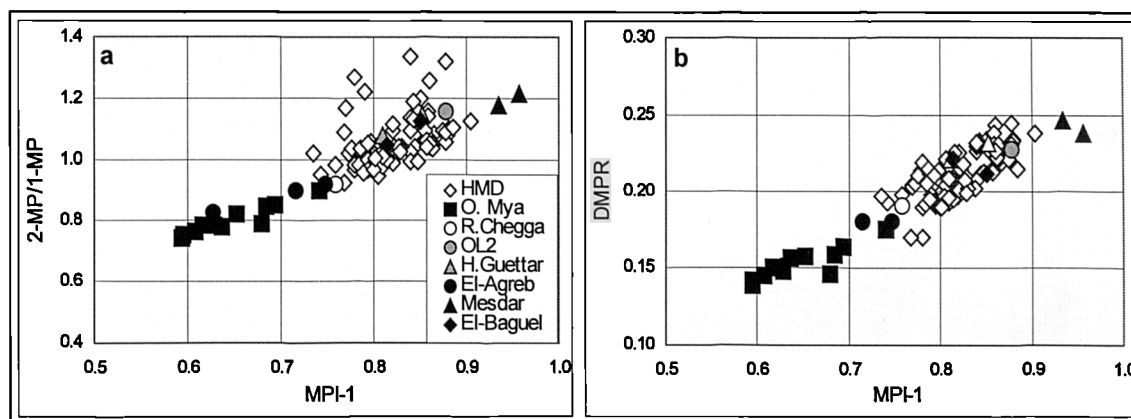 a
1.4
1.2
1.0
0.8
0.6
0.4
2-MP/1-MP
0.5 0.6 0.7 0.8 0.9 1.0
MPI-1
HMD
O. Mya
R.Chegga
OL2
H.Guettar
El-Agreb
Mesdar
El-Baguel
b
0.30
0.25
0.20
0.15
0.10
DMPR
0.5 0.6 0.7 0.8 0.9 1.0
MPI-1